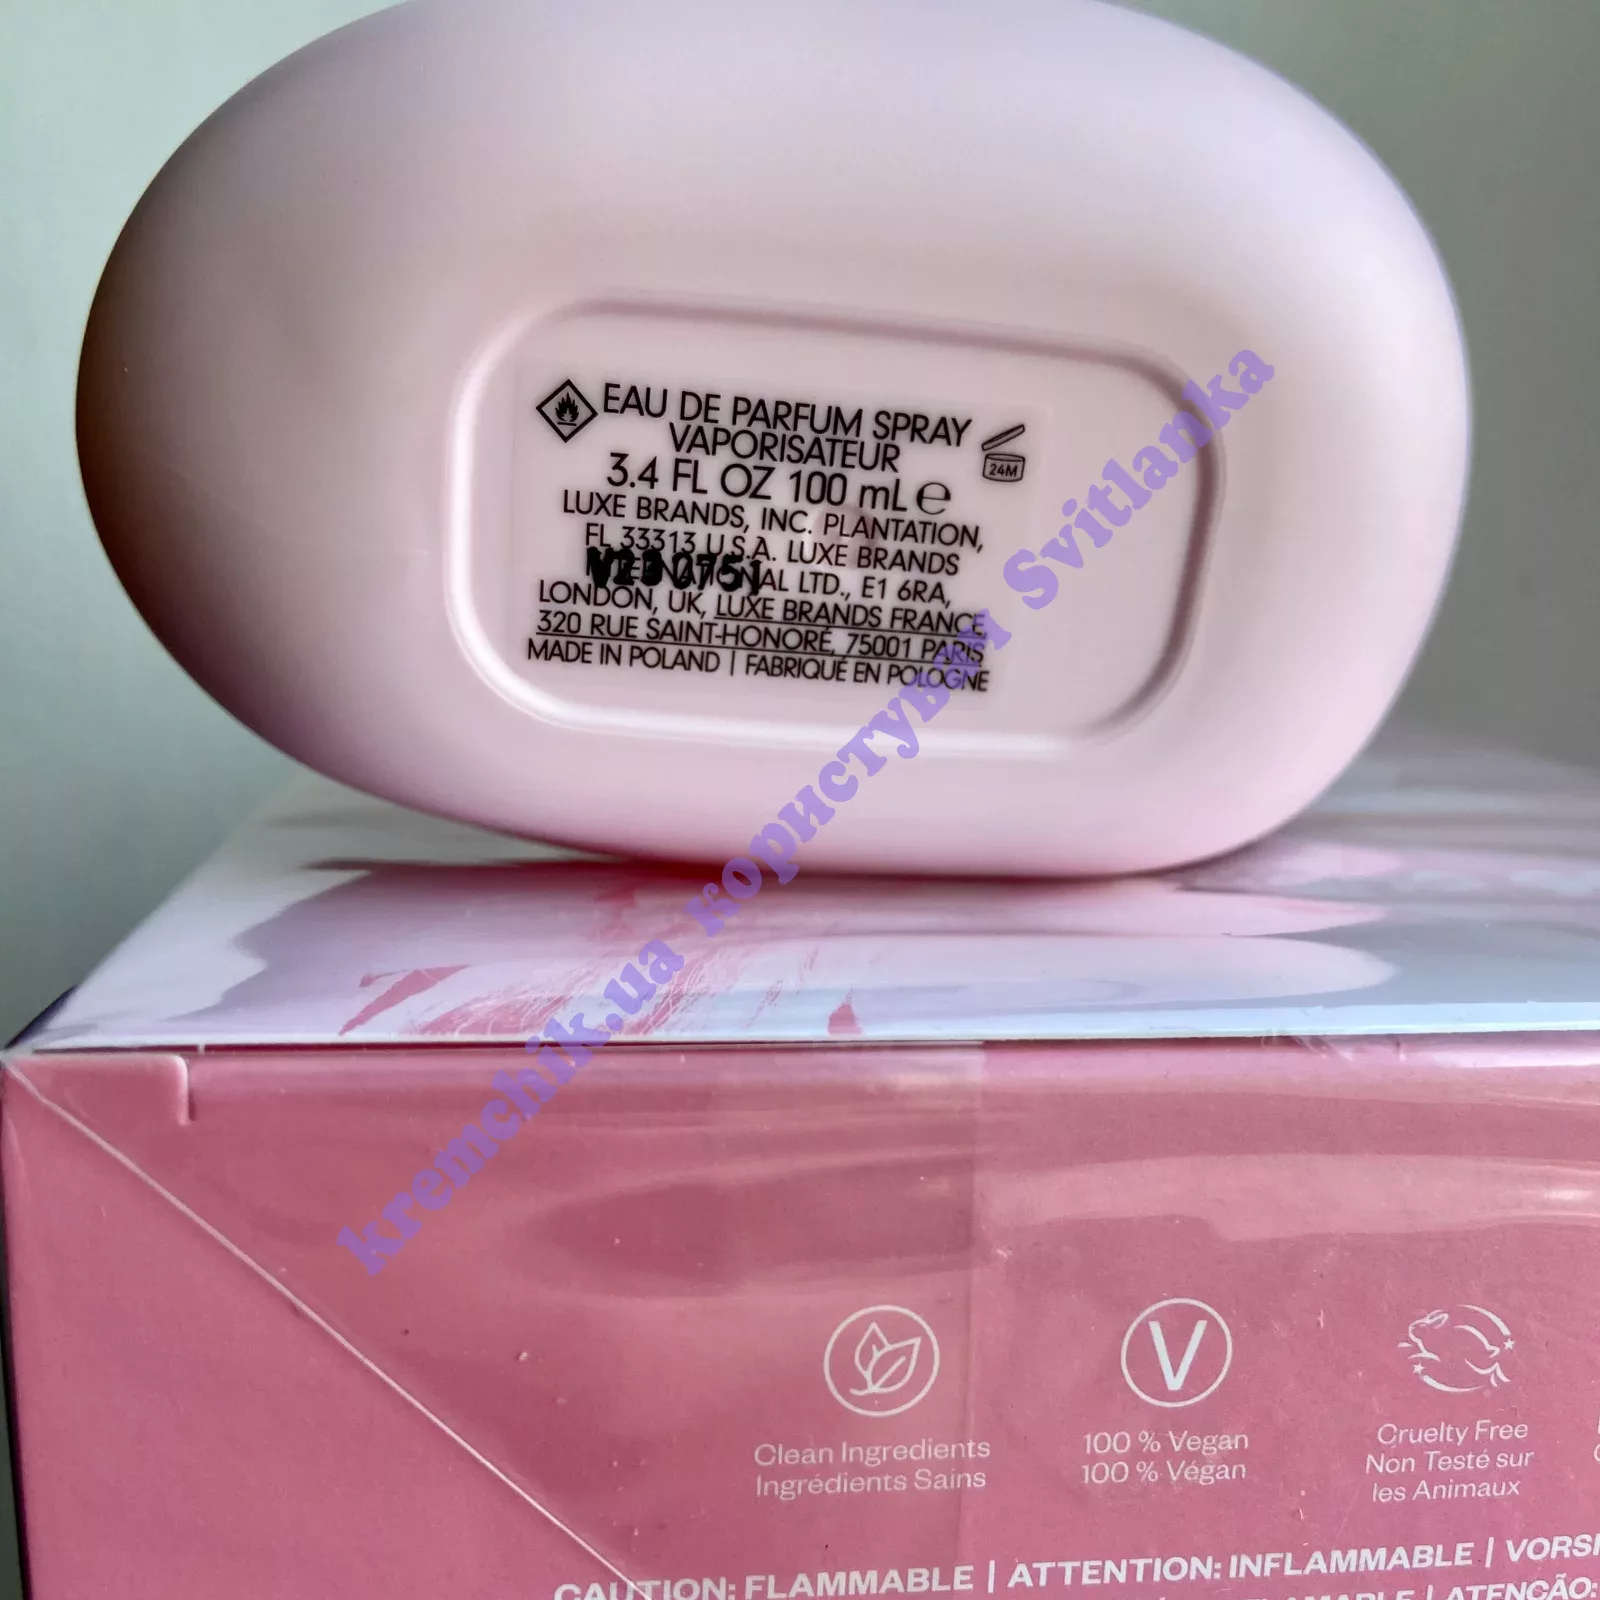 EAU DE PARFUM SPRAY
VAPORISATEUR
24M
3.4 FL OZ 100 mL e
LUXE BRANDS, INC. PLANTATION,
FL 33313 U.S.A. LUXE BRANDS
INTERNATIONAL LTD., E1 6RA,
LONDON, UK, LUXE BRANDS FRANCE,
320 RUE SAINT-HONORÉ, 75001 PARIS
MADE IN POLAND | FABRIQUÉ EN POLOGNE
kremchik.ua користувач Svitlanka
V
Clean Ingredients
Ingrédients Sains
100 % Vegan
100 % Végan
Cruelty Free
Non Testé sur
les Animaux
CAUTION: FLAMMABLE | ATTENTION: INFLAMMABLE |
ATENÇÃO: